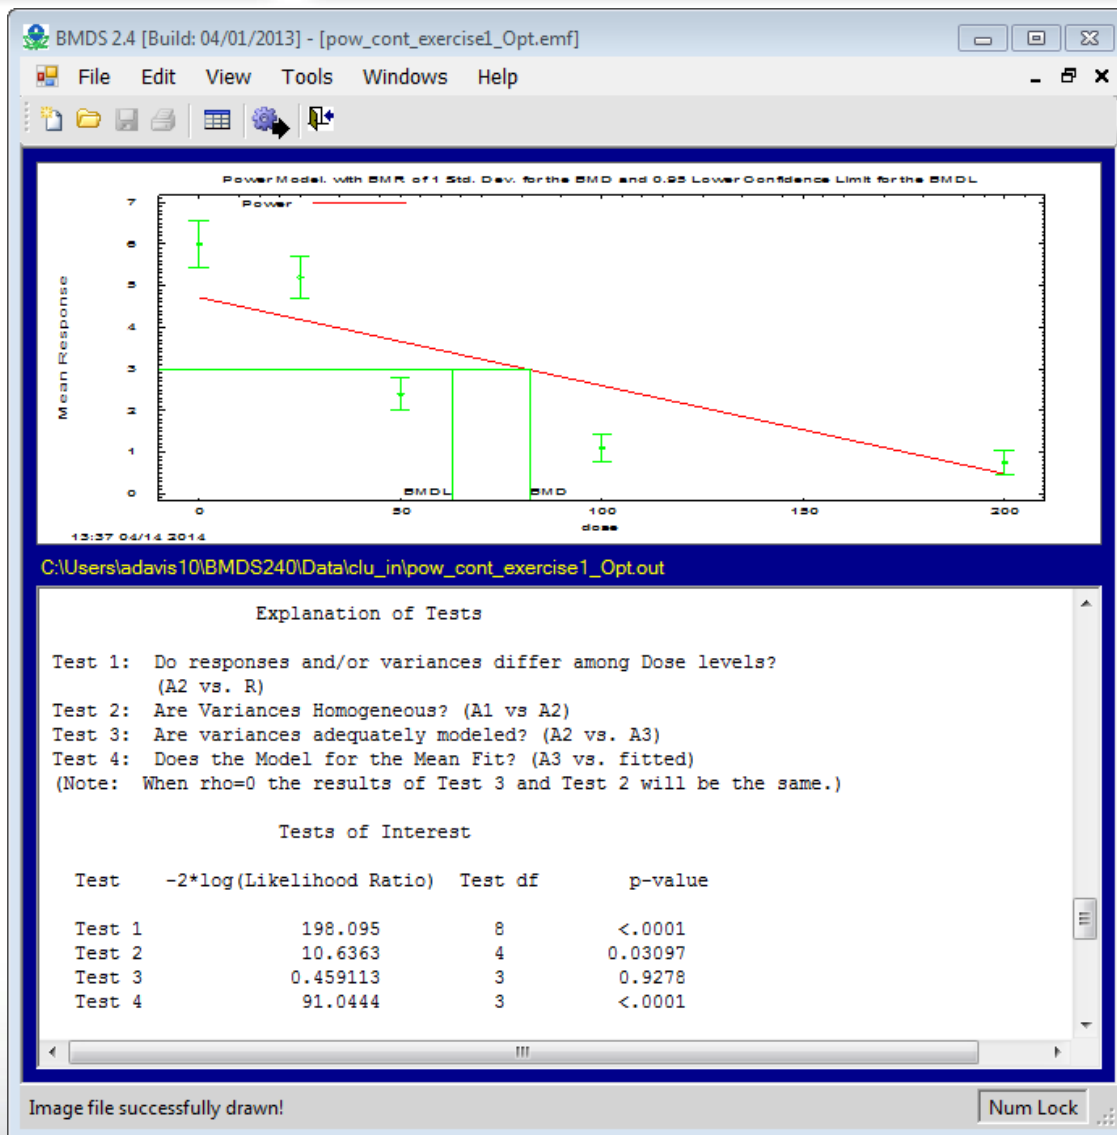 BMDS 2.4 [Build: 04/01/2013] - [pow_cont_exercise1_Opt.emf]
File Edit View Tools Windows Help
Power Model, with BMR of 1 Std. Dev. for the BMD and 0.95 Lower Confidence Limit for the BMDL
Power
Mean Response
7
6
5
4
3
2
1
0
BMDL BMD
0 50 100 150 200
dose
13:37 04/14 2014
C:\Users\adavis10\BMDS240\Data\clu_in\pow_cont_exercise1_Opt.out
Explanation of Tests
Test 1: Do responses and/or variances differ among Dose levels?
(A2 vs. R)
Test 2: Are Variances Homogeneous? (A1 vs A2)
Test 3: Are variances adequately modeled? (A2 vs. A3)
Test 4: Does the Model for the Mean Fit? (A3 vs. fitted)
(Note: When rho=0 the results of Test 3 and Test 2 will be the same.)
Tests of Interest
Test -2*log(Likelihood Ratio) Test df p-value
Test 1 198.095 8 <.0001
Test 2 10.6363 4 0.03097
Test 3 0.459113 3 0.9278
Test 4 91.0444 3 <.0001
Image file successfully drawn!
Num Lock